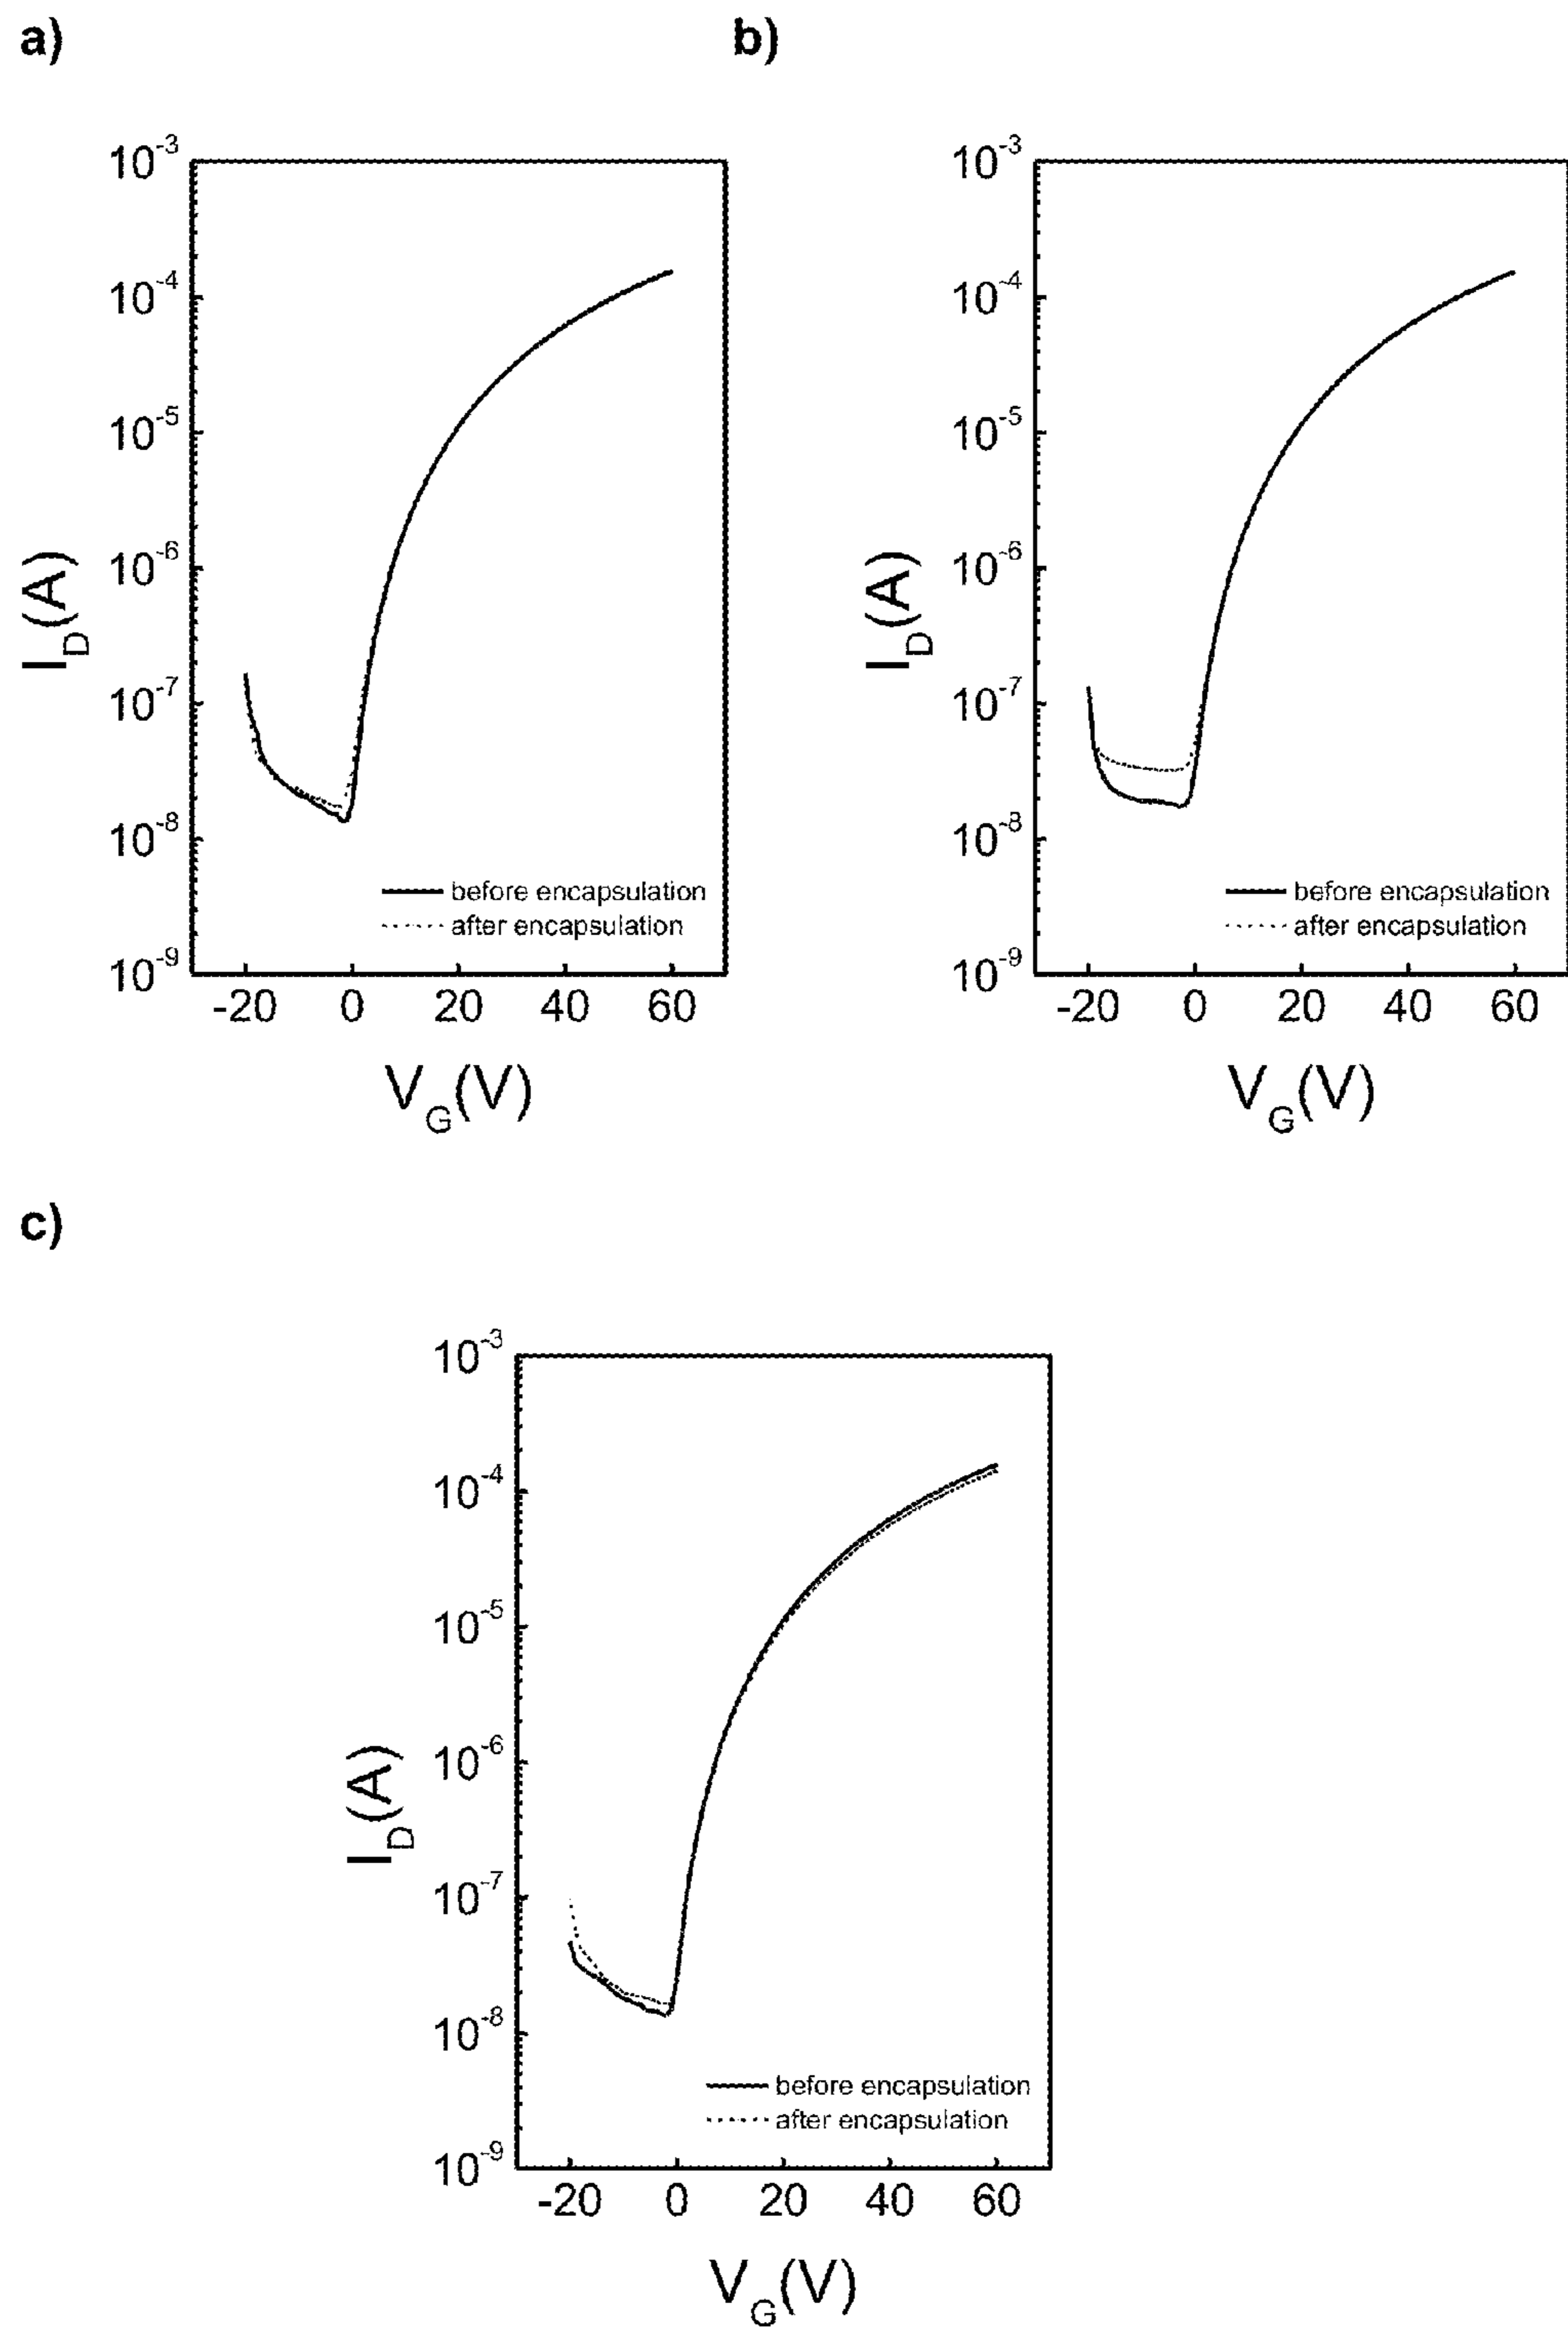 a)
10⁻³
10⁻⁴
10⁻⁵
10⁻⁶
10⁻⁷
10⁻⁸
10⁻⁹
I_D(A)
before encapsulation
after encapsulation
-20 0 20 40 60
V_G(V)
b)
10⁻³
10⁻⁴
10⁻⁵
10⁻⁶
10⁻⁷
10⁻⁸
10⁻⁹
I_D(A)
before encapsulation
after encapsulation
-20 0 20 40 60
V_G(V)
c)
10⁻³
10⁻⁴
10⁻⁵
10⁻⁶
10⁻⁷
10⁻⁸
10⁻⁹
I_D(A)
before encapsulation
after encapsulation
-20 0 20 40 60
V_G(V)